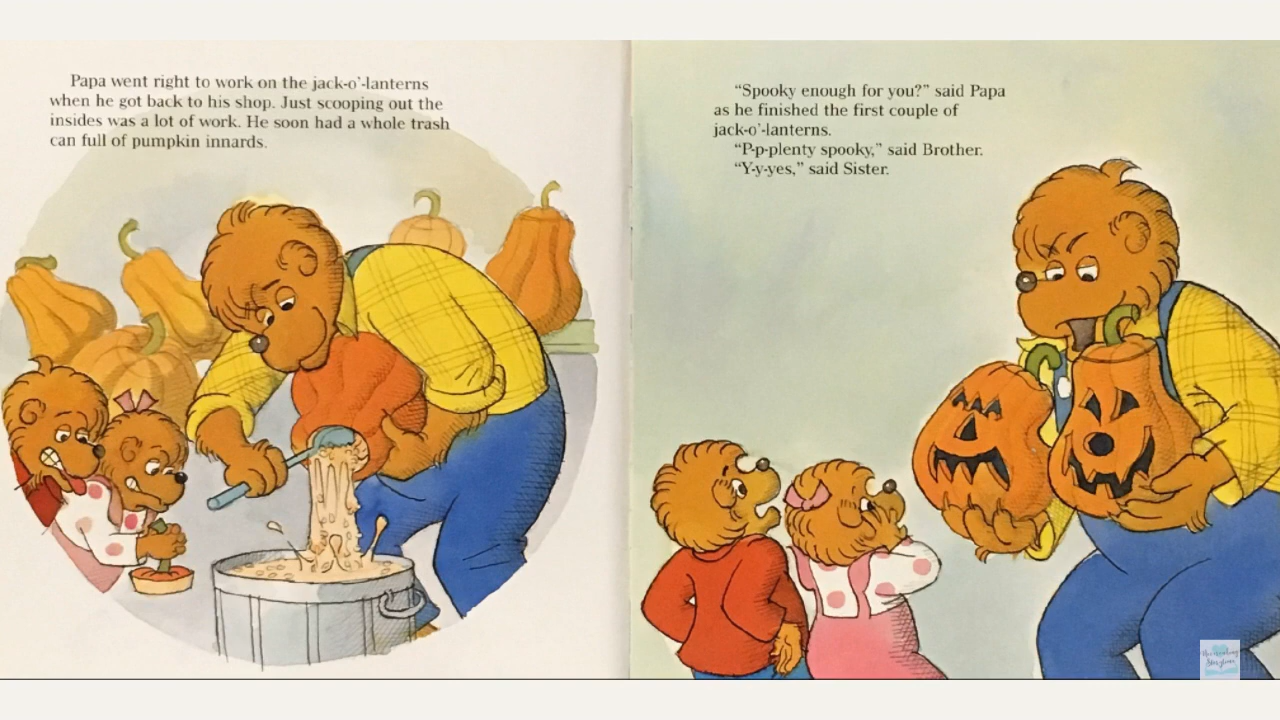 Papa went right to work on the jack-o'-lanterns
when he got back to his shop. Just scooping out the
insides was a lot of work. He soon had a whole trash
can full of pumpkin innards.
“Spooky enough for you?” said Papa
as he finished the first couple of
jack-o'-lanterns.
“P-p-plenty spooky,” said Brother.
“Y-y-yes,” said Sister.
Storytime